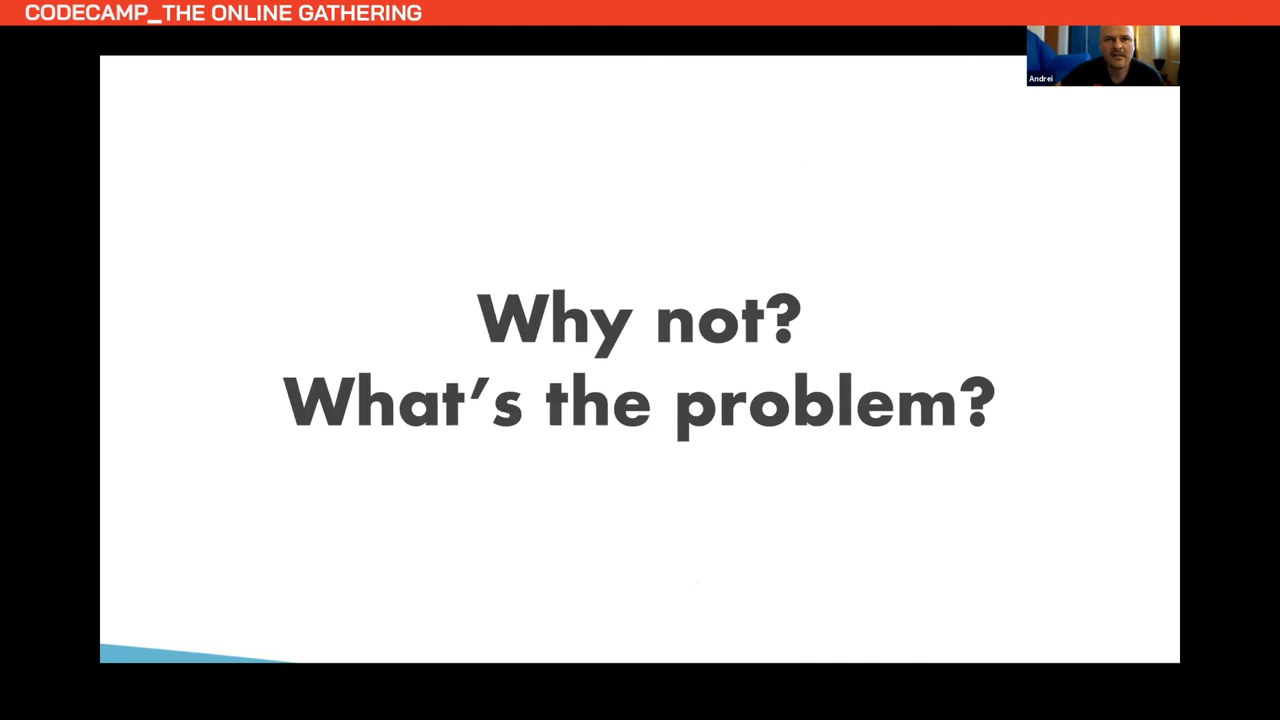 CODECAMP_THE ONLINE GATHERING
Andrei
Why not?
What’s the problem?